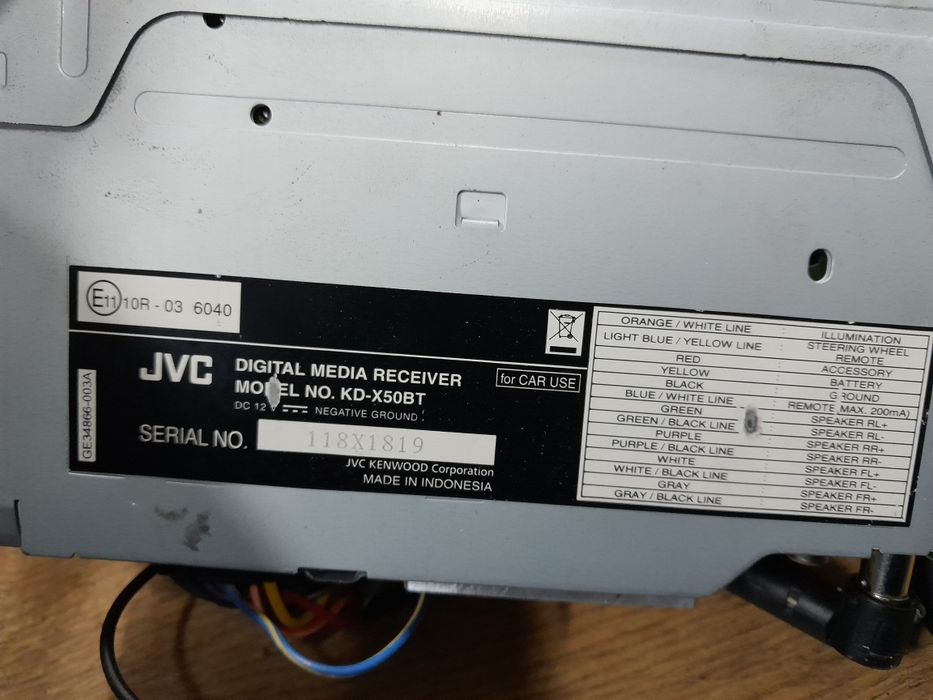 E11 10R - 03 6040
GE34866-003A
JVC
DIGITAL MEDIA RECEIVER
MODEL NO. KD-X50BT
for CAR USE
DC 12 V NEGATIVE GROUND
SERIAL NO. 118X1819
JVC KENWOOD Corporation
MADE IN INDONESIA
ORANGE / WHITE LINE ILLUMINATION
LIGHT BLUE / YELLOW LINE STEERING WHEEL REMOTE
RED ACCESSORY
YELLOW BATTERY
BLACK GROUND
BLUE / WHITE LINE REMOTE (MAX. 200mA)
GREEN SPEAKER RL+
GREEN / BLACK LINE SPEAKER RL-
PURPLE SPEAKER RR+
PURPLE / BLACK LINE SPEAKER RR-
WHITE SPEAKER FL+
WHITE / BLACK LINE SPEAKER FL-
GRAY SPEAKER FR+
GRAY / BLACK LINE SPEAKER FR-